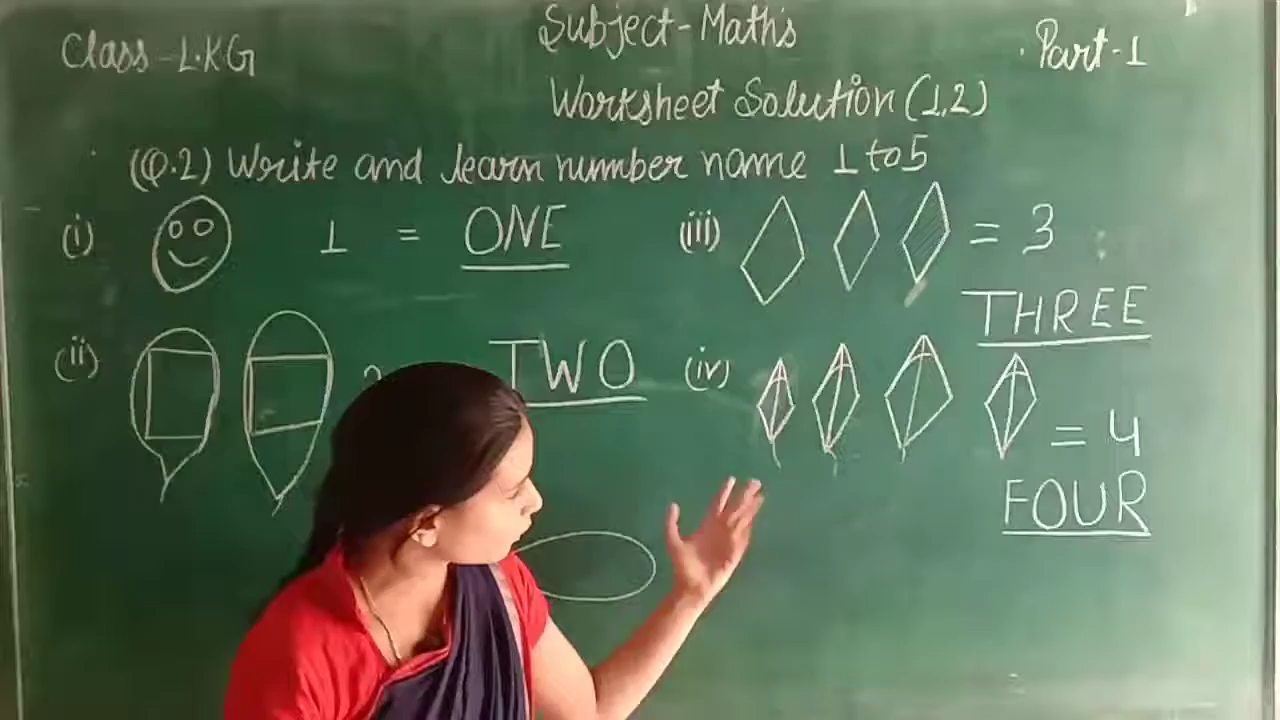 Class - L.K.G
Subject - Math's
Part - 1
Worksheet Solution (1,2)
(Q.2) Write and learn number name 1 to 5
(i) 1 = ONE
(ii) TWO
(iii) = 3
THREE
(iv) = 4
FOUR